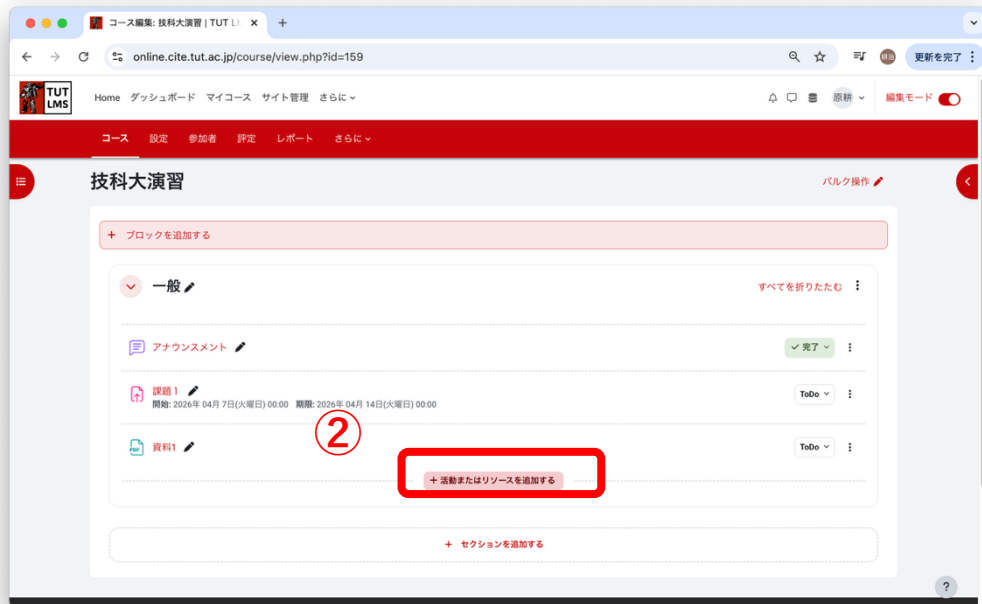 コース編集: 技科大演習 | TUT L
online.cite.tut.ac.jp/course/view.php?id=159
更新を完了
TUT LMS
Home ダッシュボード マイコース サイト管理 さらに
原耕
編集モード
コース 設定 参加者 評定 レポート さらに
技科大演習
バルク操作
+ ブロックを追加する
一般
すべてを折りたたむ
アナウンスメント
完了
課題 1
ToDo
開始: 2026年 04月 7日(火曜日) 00:00 期限: 2026年 04月 14日(火曜日) 00:00
②
PDF
資料1
ToDo
+ 活動またはリソースを追加する
+ セクションを追加する
?